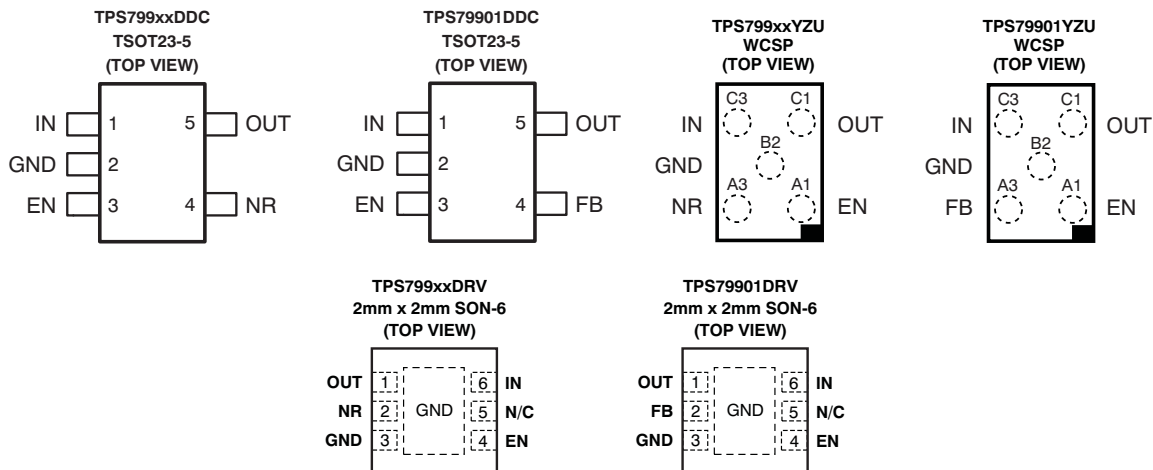 TPS799xxDDC
TSOT23-5
(TOP VIEW)
IN 1 5 OUT
GND 2
EN 3 4 NR
TPS79901DDC
TSOT23-5
(TOP VIEW)
IN 1 5 OUT
GND 2
EN 3 4 FB
TPS799xxYZU
WCSP
(TOP VIEW)
C3 C1
IN OUT
B2
GND
A3 A1
NR EN
TPS79901YZU
WCSP
(TOP VIEW)
C3 C1
IN OUT
B2
GND
A3 A1
FB EN
TPS799xxDRV
2mm x 2mm SON-6
(TOP VIEW)
OUT 1 6 IN
NR 2 GND 5 N/C
GND 3 4 EN
TPS79901DRV
2mm x 2mm SON-6
(TOP VIEW)
OUT 1 6 IN
FB 2 GND 5 N/C
GND 3 4 EN